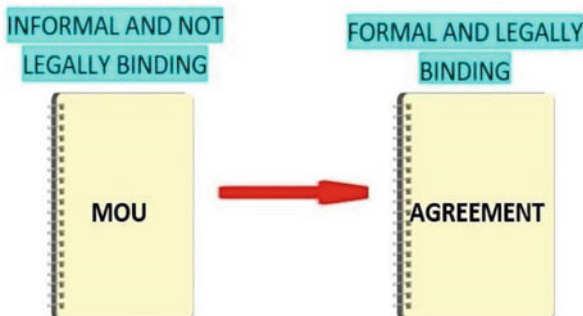 INFORMAL AND NOT
LEGALLY BINDING
FORMAL AND LEGALLY
BINDING
MOU
AGREEMENT